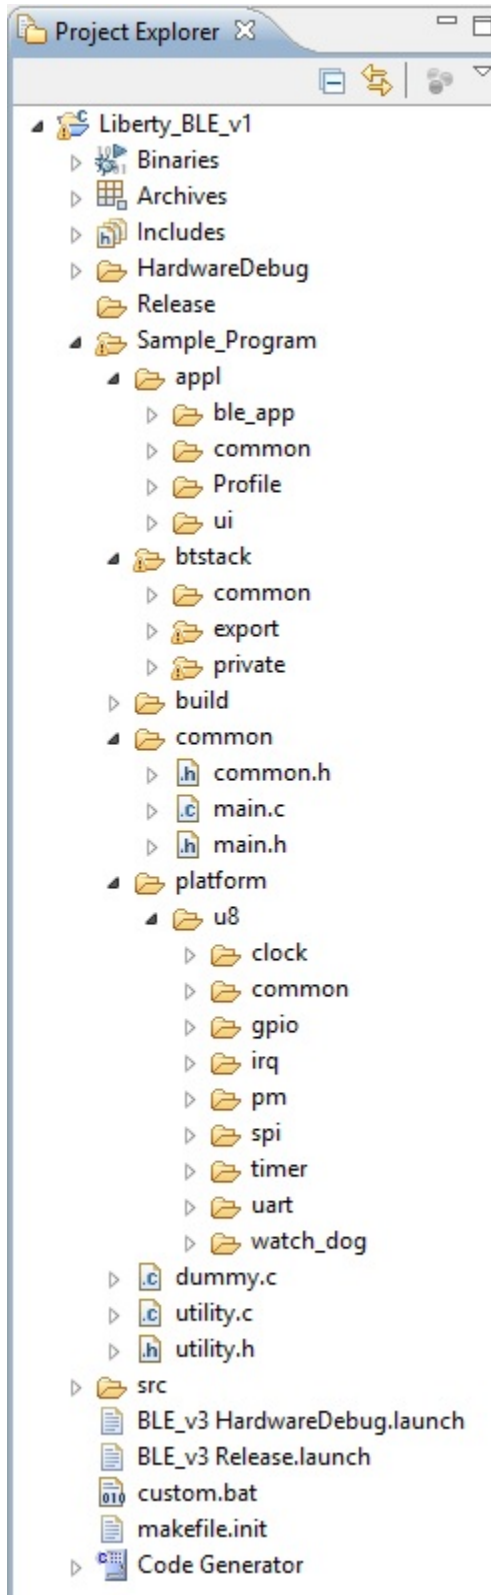 Project Explorer
Liberty_BLE_v1
Binaries
Archives
Includes
HardwareDebug
Release
Sample_Program
appl
ble_app
common
Profile
ui
btstack
common
export
private
build
common
common.h
main.c
main.h
platform
u8
clock
common
gpio
irq
pm
spi
timer
uart
watch_dog
dummy.c
utility.c
utility.h
src
BLE_v3 HardwareDebug.launch
BLE_v3 Release.launch
custom.bat
makefile.init
Code Generator